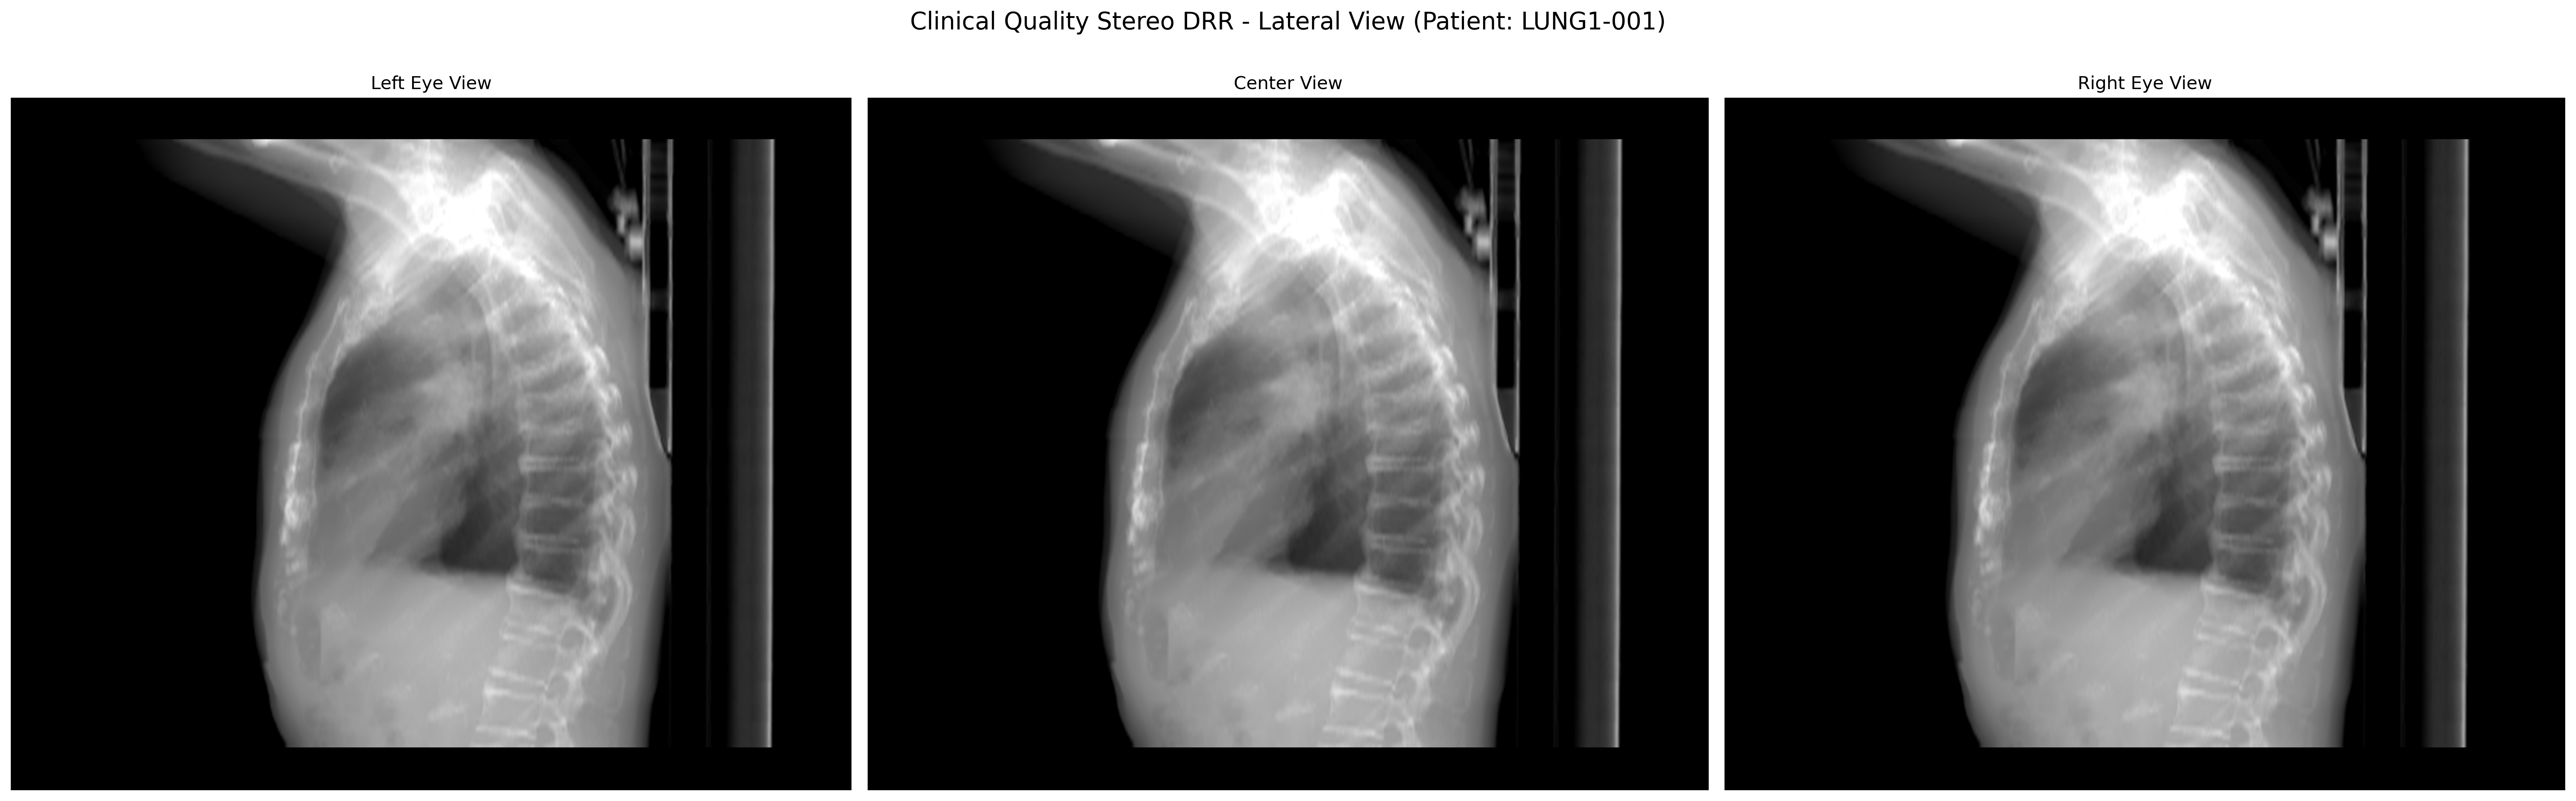 Clinical Quality Stereo DRR - Lateral View (Patient: LUNG1-001)
Left Eye View
Center View
Right Eye View